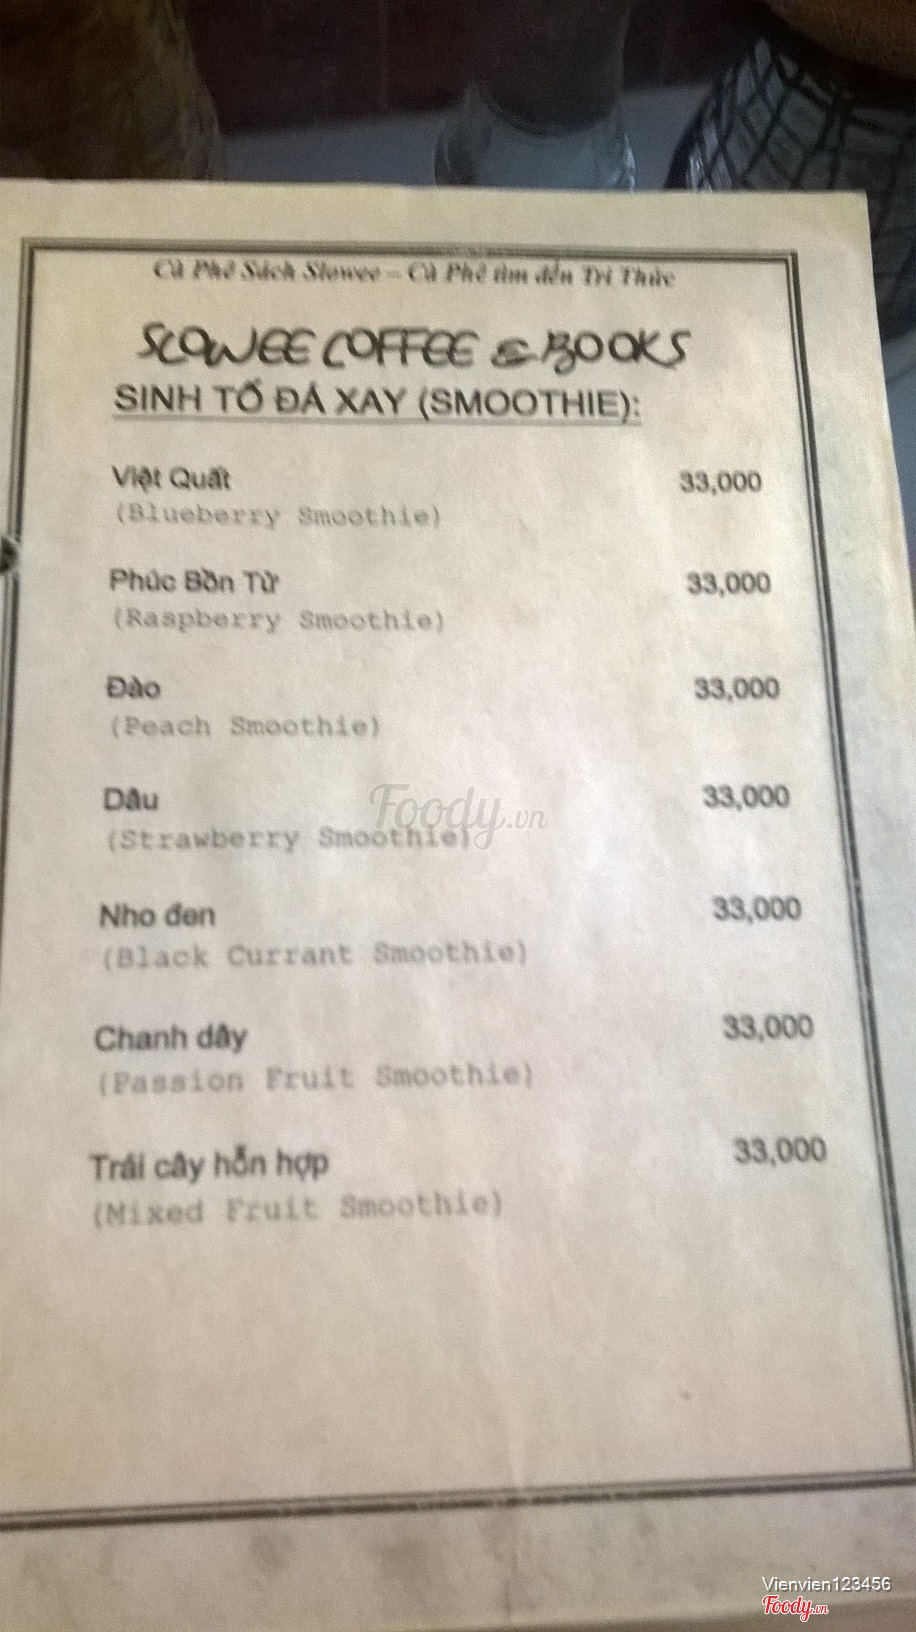 Cà Phê Sách Slowee – Cà Phê tìm đến Tri Thức
SLOWEE COFFEE & BOOKS
SINH TỐ ĐÁ XAY (SMOOTHIE):
Việt Quất 33,000
(Blueberry Smoothie)
Phúc Bồn Tử 33,000
(Raspberry Smoothie)
Đào 33,000
(Peach Smoothie)
Dâu 33,000
(Strawberry Smoothie)
Foody.vn
Nho đen 33,000
(Black Currant Smoothie)
Chanh dây 33,000
(Passion Fruit Smoothie)
Trái cây hỗn hợp 33,000
(Mixed Fruit Smoothie)
Vienvien123456
Foody.vn